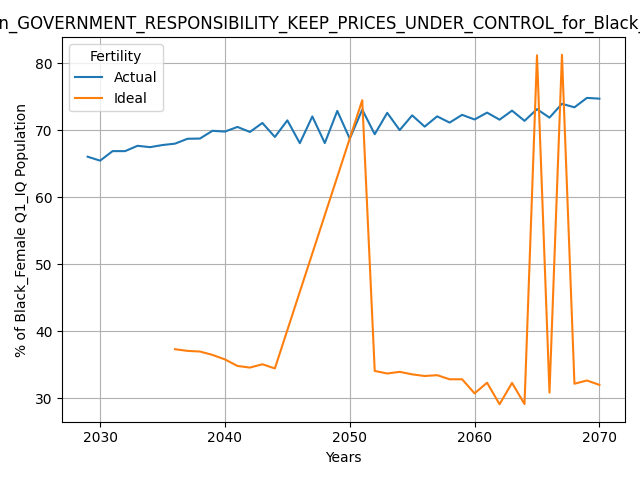 n_GOVERNMENT_RESPONSIBILITY_KEEP_PRICES_UNDER_CONTROL_for_Black_
Fertility
Actual
Ideal
% of Black_Female Q1_IQ Population
80
70
60
50
40
30
2030 2040 2050 2060 2070
Years